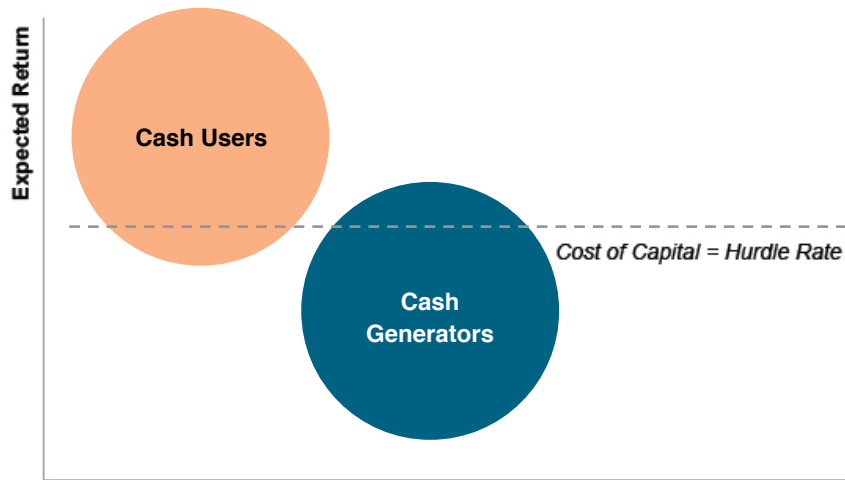 Expected Return
Cash Users
Cost of Capital = Hurdle Rate
Cash
Generators